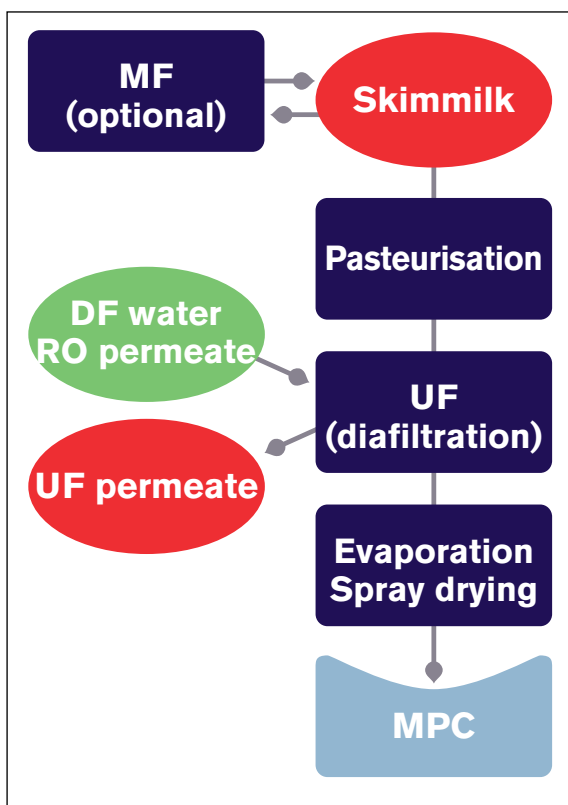 MF
(optional)
Skimmilk
Pasteurisation
DF water
RO permeate
UF
(diafiltration)
UF permeate
Evaporation
Spray drying
MPC